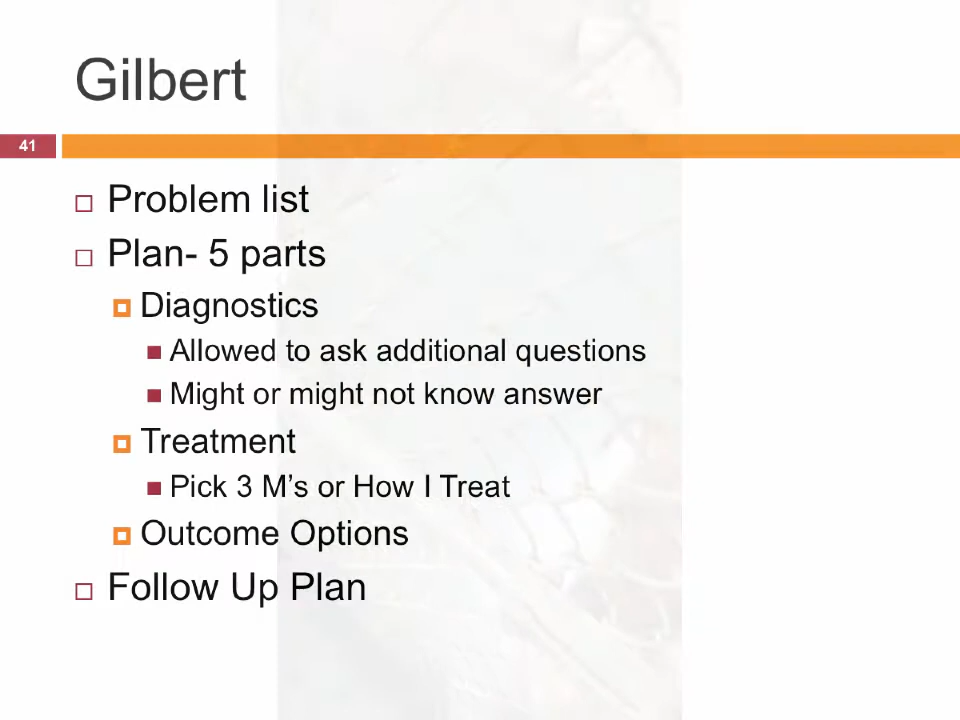 Gilbert
41
Problem list
Plan- 5 parts
Diagnostics
Allowed to ask additional questions
Might or might not know answer
Treatment
Pick 3 M’s or How I Treat
Outcome Options
Follow Up Plan